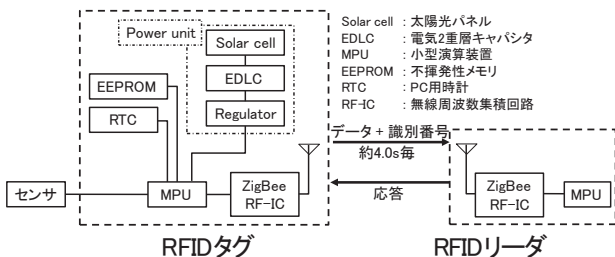 Solar cell : 太陽光パネル
EDLC : 電気2重層キャパシタ
MPU : 小型演算装置
EEPROM : 不揮発性メモリ
RTC : PC用時計
RF-IC : 無線周波数集積回路
Power unit
Solar cell
EDLC
Regulator
EEPROM
RTC
センサ
MPU
ZigBee
RF-IC
データ + 識別番号
約4.0s毎
応答
ZigBee
RF-IC
MPU
RFIDタグ
RFIDリーダ